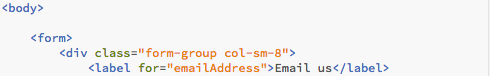 <body>
<form>
<div class="form-group col-sm-8">
<label for="emailAddress">Email us</label>